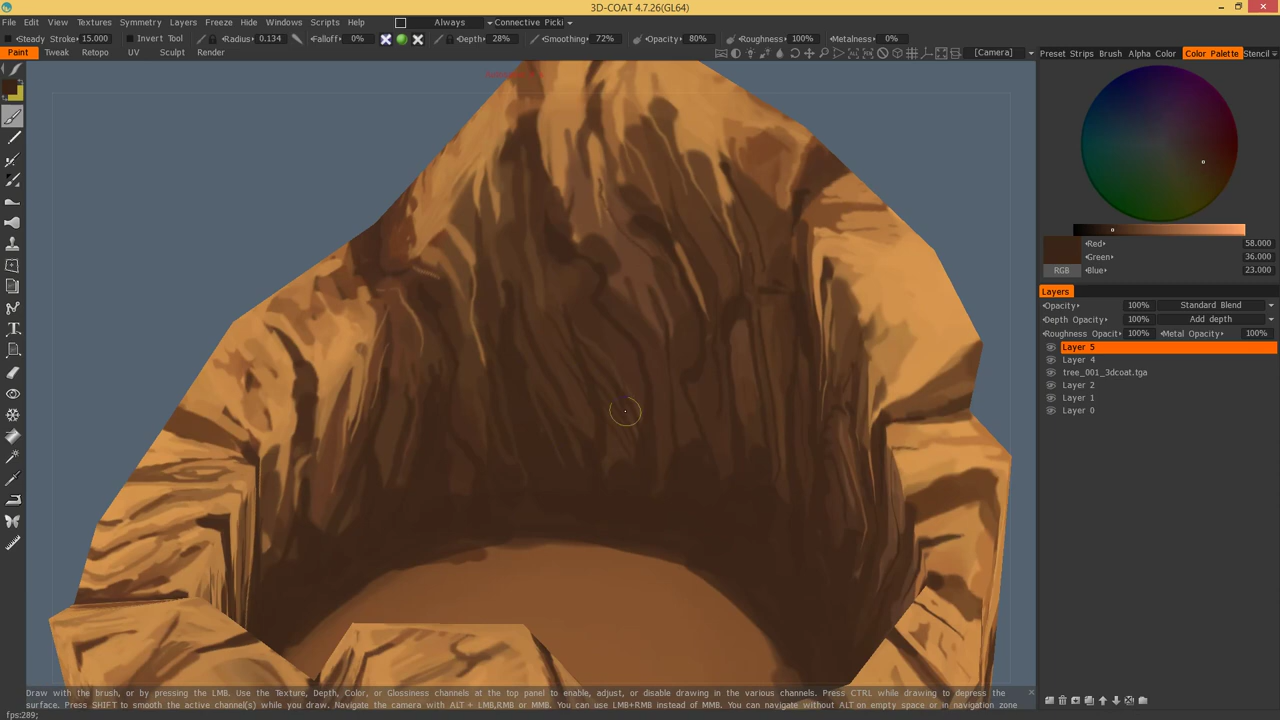 3D-COAT 4.7.26(GL64)
File Edit View Textures Symmetry Layers Freeze Hide Windows Scripts Help Always Connective Picki
Steady Stroke 15.000 Invert Tool Radius 0.134 Falloff 0% Depth 28% Smoothing 72% Opacity 80% Roughness 100% Metalness 0%
Paint Tweak Retopo UV Sculpt Render [Camera] Preset Strips Brush Alpha Color Color Palette Stencil
Red 58.000
Green 36.000
RGB Blue 23.000
Layers
Opacity 100% Standard Blend
Depth Opacity 100% Add depth
Roughness Opacit 100% Metal Opacity 100%
Layer 5
Layer 4
tree_001_3dcoat.tga
Layer 2
Layer 1
Layer 0
Draw with the brush, or by pressing the LMB. Use the Texture, Depth, Color, or Glossiness channels at the top panel to enable, adjust, or disable drawing in the various channels. Press CTRL while drawing to depress the
surface. Press SHIFT to smooth the active channel(s) while you draw. Navigate the camera with ALT + LMB,RMB or MMB. You can use LMB+RMB instead of MMB. You can navigate without ALT on empty space or in navigation zone
fps:289;